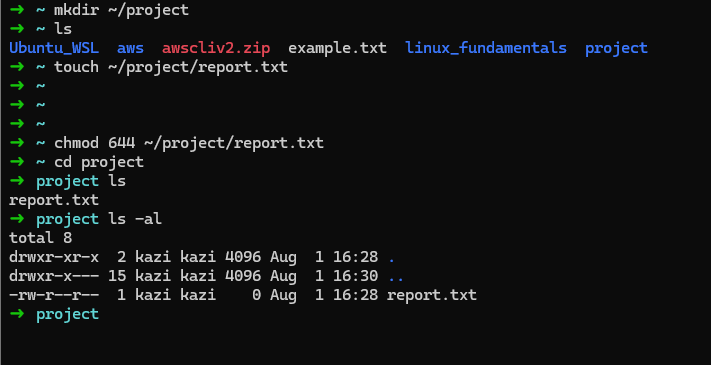 ➜ ~ mkdir ~/project
➜ ~ ls
Ubuntu_WSL aws awscliv2.zip example.txt linux_fundamentals project
➜ ~ touch ~/project/report.txt
➜ ~
➜ ~
➜ ~
➜ ~ chmod 644 ~/project/report.txt
➜ ~ cd project
➜ project ls
report.txt
➜ project ls -al
total 8
drwxr-xr-x  2 kazi kazi 4096 Aug  1 16:28 .
drwxr-x--- 15 kazi kazi 4096 Aug  1 16:30 ..
-rw-r--r--  1 kazi kazi    0 Aug  1 16:28 report.txt
➜ project